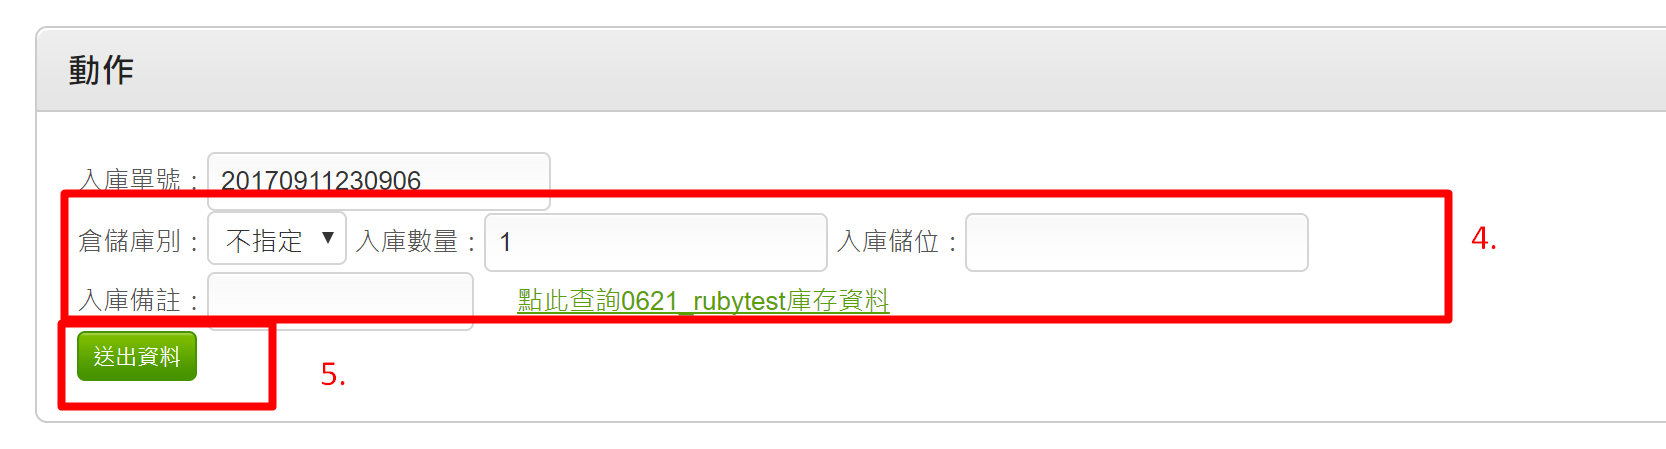 動作
入庫單號： 20170911230906
倉儲庫別： 不指定 ▼ 入庫數量： 1 入庫儲位： 4.
入庫備註： 點此查詢0621_rubytest庫存資料
送出資料 5.